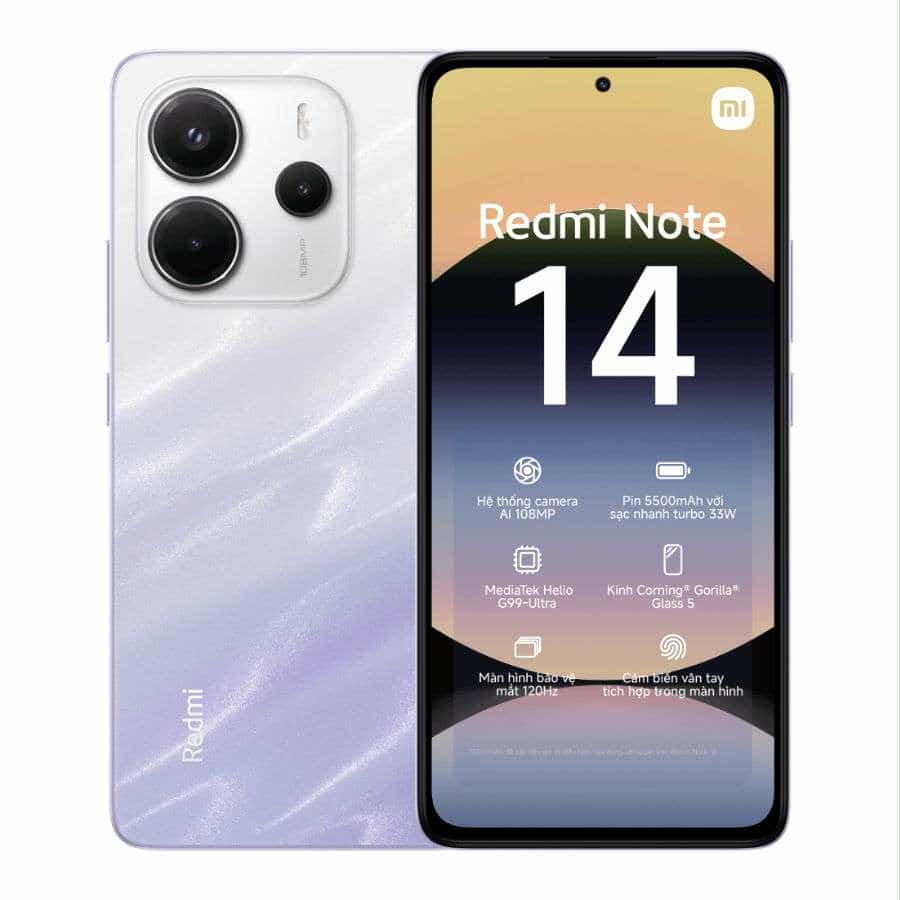 108MP
Redmi
mi
Redmi Note
14
Hệ thống camera
AI 108MP
Pin 5500mAh với
sạc nhanh turbo 33W
MediaTek Helio
G99-Ultra
Kính Corning® Gorilla®
Glass 5
Màn hình bảo vệ
mắt 120Hz
Cảm biến vân tay
tích hợp trong màn hình